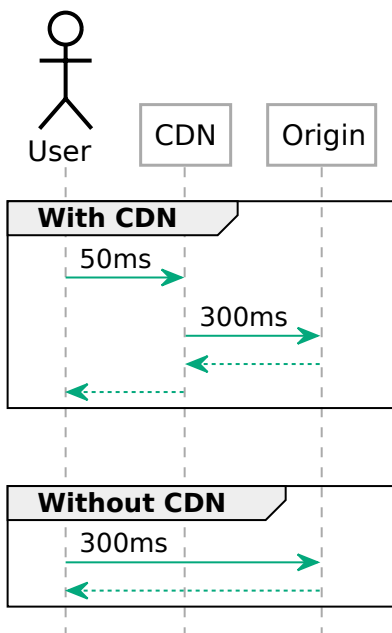 User
CDN
Origin
With CDN
50ms
300ms
Without CDN
300ms